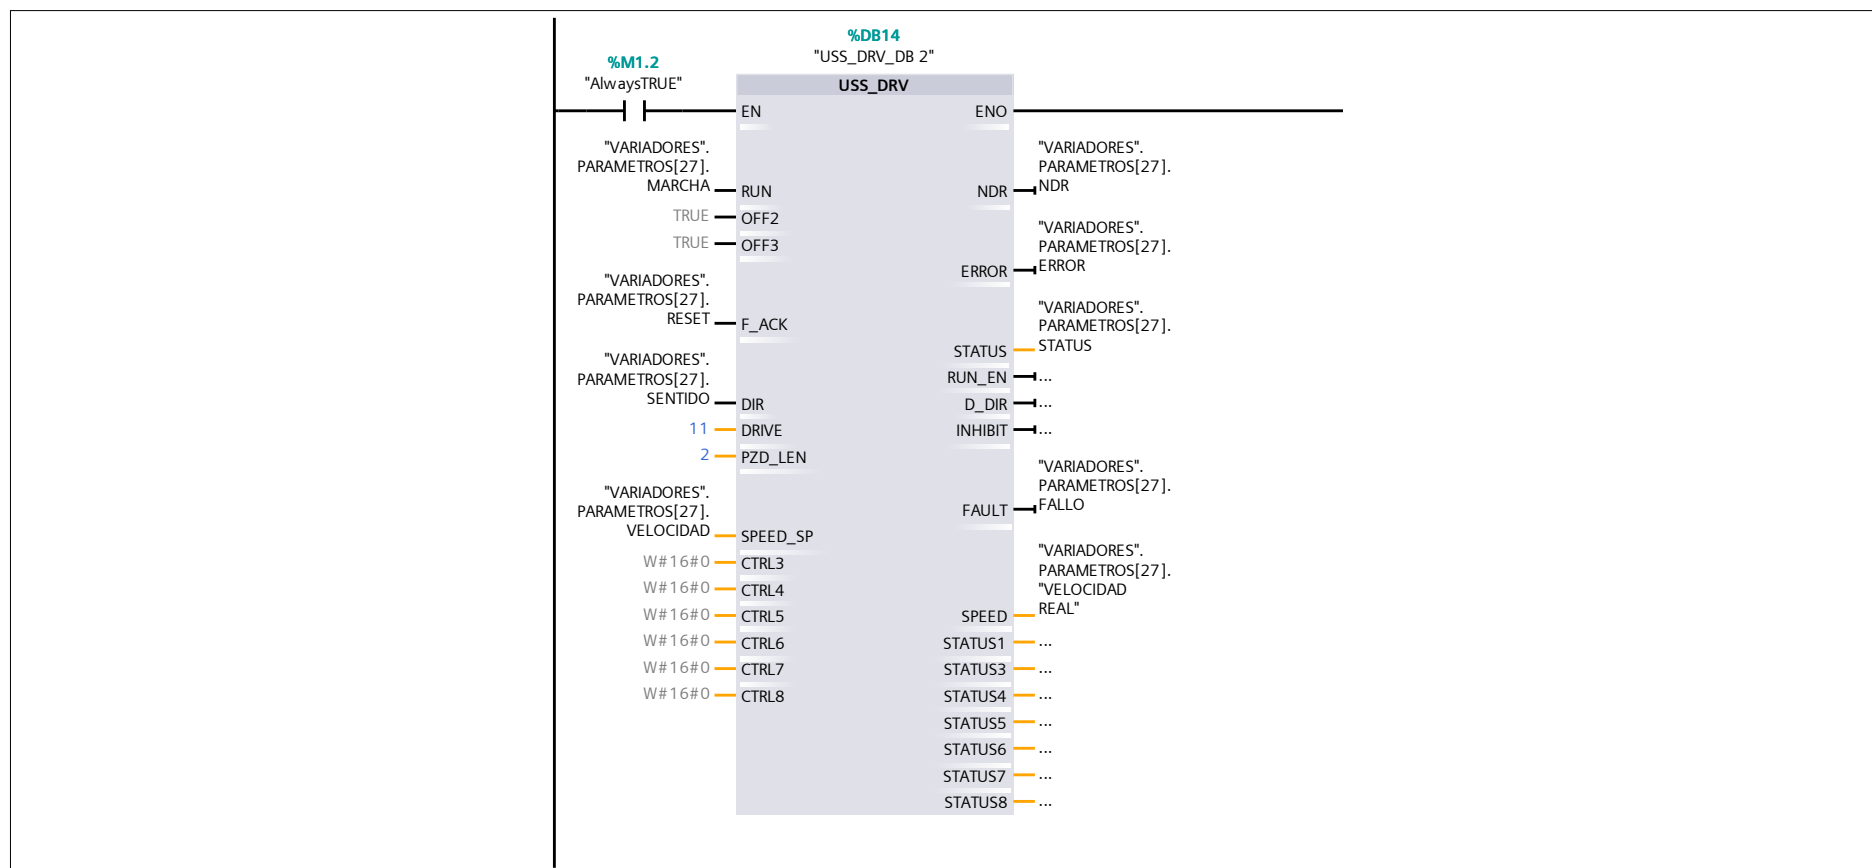 %DB14
"USS_DRV_DB 2"
%M1.2
"AlwaysTRUE"
USS_DRV
EN
ENO
"VARIADORES".
PARAMETROS[27].
MARCHA
RUN
"VARIADORES".
PARAMETROS[27].
NDR
NDR
TRUE
OFF2
TRUE
OFF3
"VARIADORES".
PARAMETROS[27].
ERROR
ERROR
"VARIADORES".
PARAMETROS[27].
RESET
F_ACK
"VARIADORES".
PARAMETROS[27].
STATUS
STATUS
RUN_EN
...
"VARIADORES".
PARAMETROS[27].
SENTIDO
DIR
D_DIR
...
11
DRIVE
INHIBIT
...
2
PZD_LEN
"VARIADORES".
PARAMETROS[27].
FALLO
FAULT
"VARIADORES".
PARAMETROS[27].
VELOCIDAD
SPEED_SP
W#16#0
CTRL3
W#16#0
CTRL4
W#16#0
CTRL5
"VARIADORES".
PARAMETROS[27].
"VELOCIDAD
REAL"
SPEED
W#16#0
CTRL6
STATUS1
...
W#16#0
CTRL7
STATUS3
...
W#16#0
CTRL8
STATUS4
...
STATUS5
...
STATUS6
...
STATUS7
...
STATUS8
...